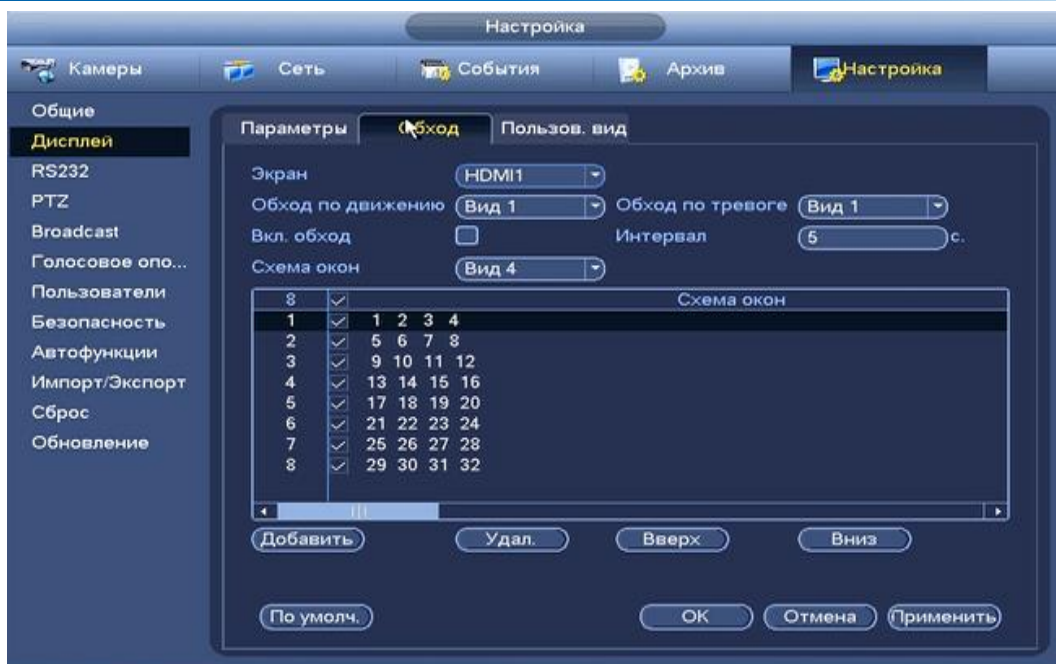 Настройка
Камеры Сеть События Архив Настройка
Общие
Дисплей
RS232
PTZ
Broadcast
Голосовое опо...
Пользователи
Безопасность
Автофункции
Импорт/Экспорт
Сброс
Обновление
Параметры Обход Пользов. вид
Экран HDMI1
Обход по движению Вид 1 Обход по тревоге Вид 1
Вкл. обход Интервал 5 с.
Схема окон Вид 4
8 Схема окон
1 1 2 3 4
2 5 6 7 8
3 9 10 11 12
4 13 14 15 16
5 17 18 19 20
6 21 22 23 24
7 25 26 27 28
8 29 30 31 32
Добавить Удал. Вверх Вниз
По умолч. OK Отмена Применить